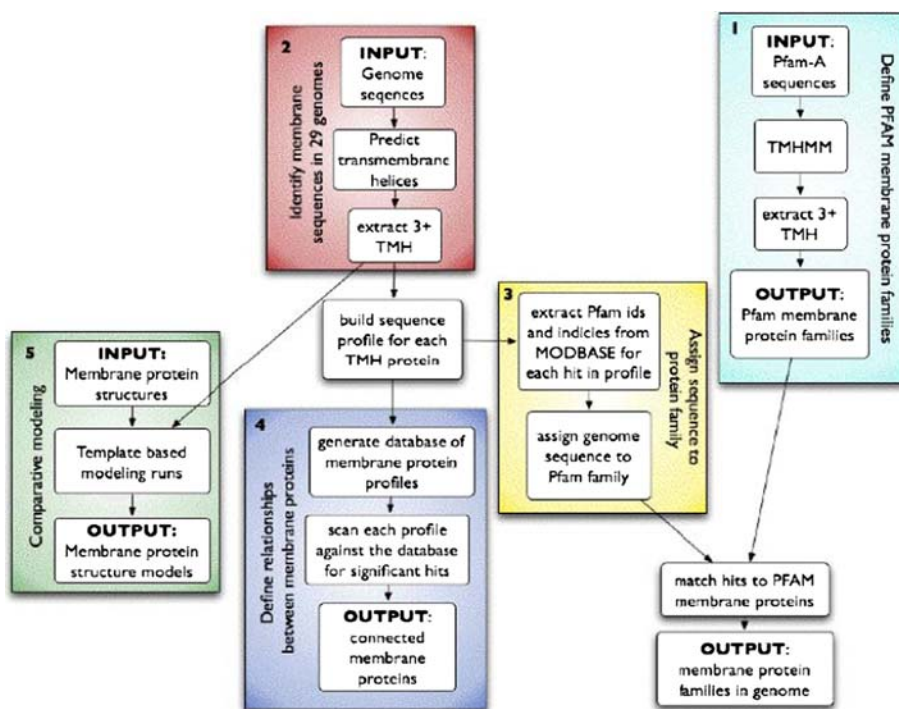 1
Define PFAM membrane protein families
INPUT:
Pfam-A
sequences
TMHMM
extract 3+
TMH
OUTPUT:
Pfam membrane
protein families
2
Identify membrane
sequences in 29 genomes
INPUT:
Genome
seqences
Predict
transmembrane
helices
extract 3+
TMH
build sequence
profile for each
TMH protein
3
Assign sequence to
protein family
extract Pfam ids
and indicies from
MODBASE for
each hit in profile
assign genome
sequence to
Pfam family
4
Define relationships
between membrane proteins
generate database of
membrane protein
profiles
scan each profile
against the database
for significant hits
OUTPUT:
connected
membrane
proteins
5
Comparative modeling
INPUT:
Membrane protein
structures
Template based
modeling runs
OUTPUT:
Membrane protein
structure models
match hits to PFAM
membrane proteins
OUTPUT:
membrane protein
families in genome